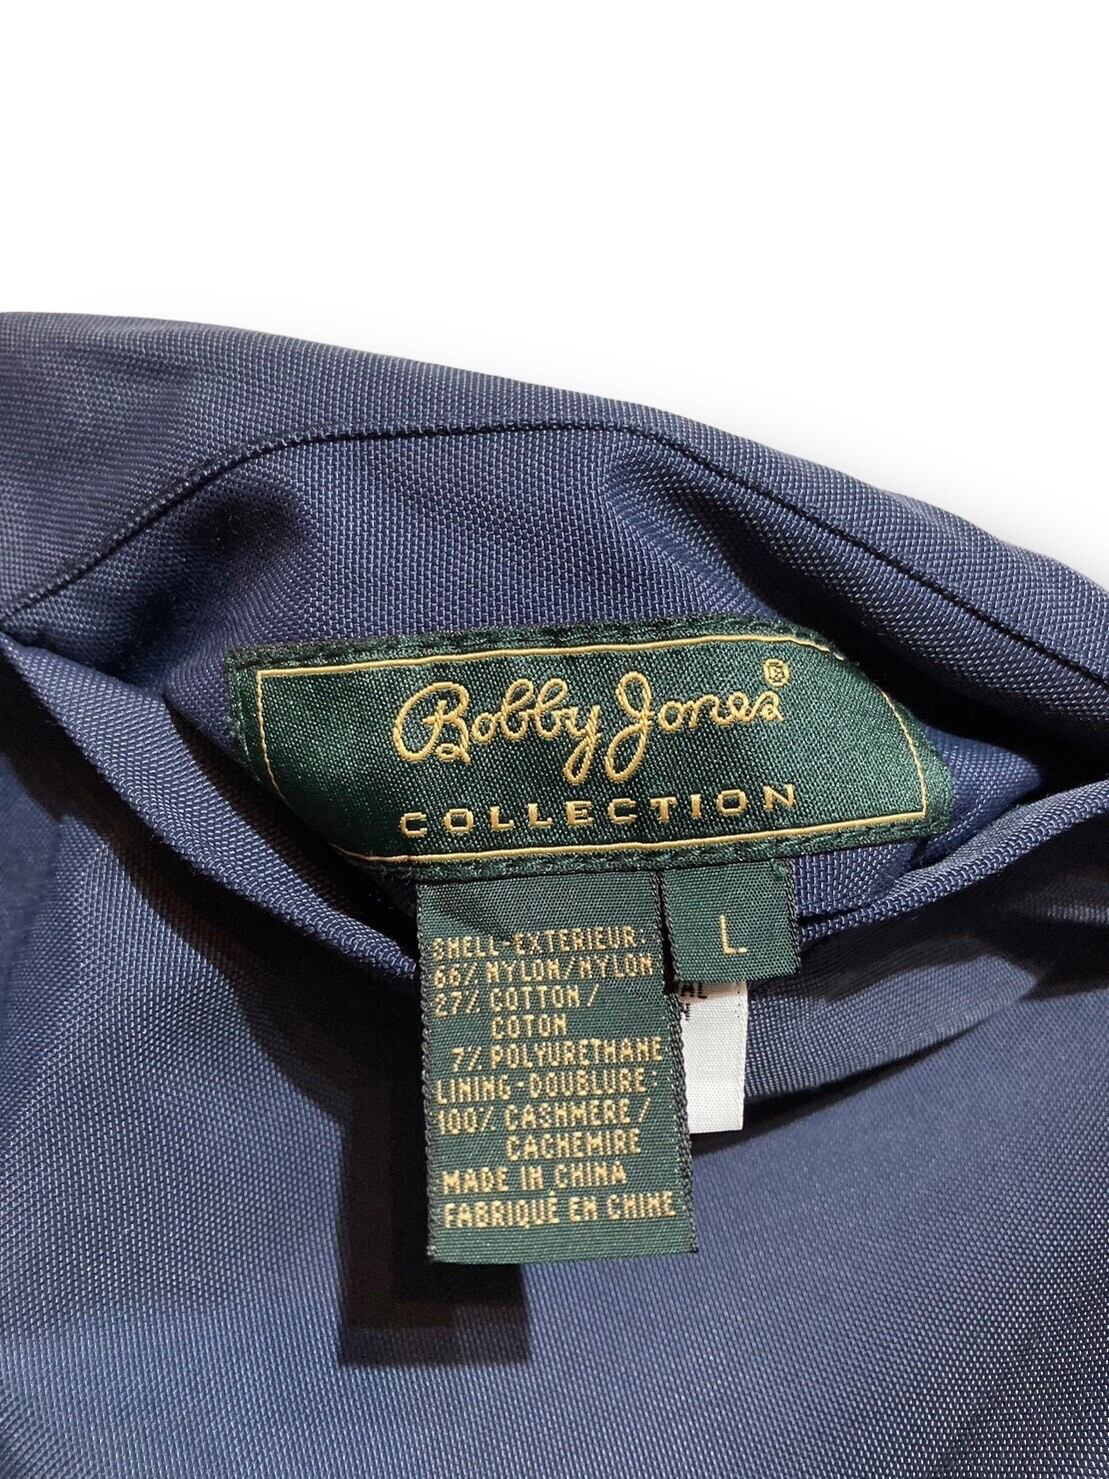 Bobby Jones®
COLLECTION
L
SHELL-EXTERIEUR:
66% NYLON/NYLON
27% COTTON/
COTON
7% POLYURETHANE
LINING-DOUBLURE-
100% CASHMERE/
CACHEMIRE
MADE IN CHINA
FABRIQUÉ EN CHINE